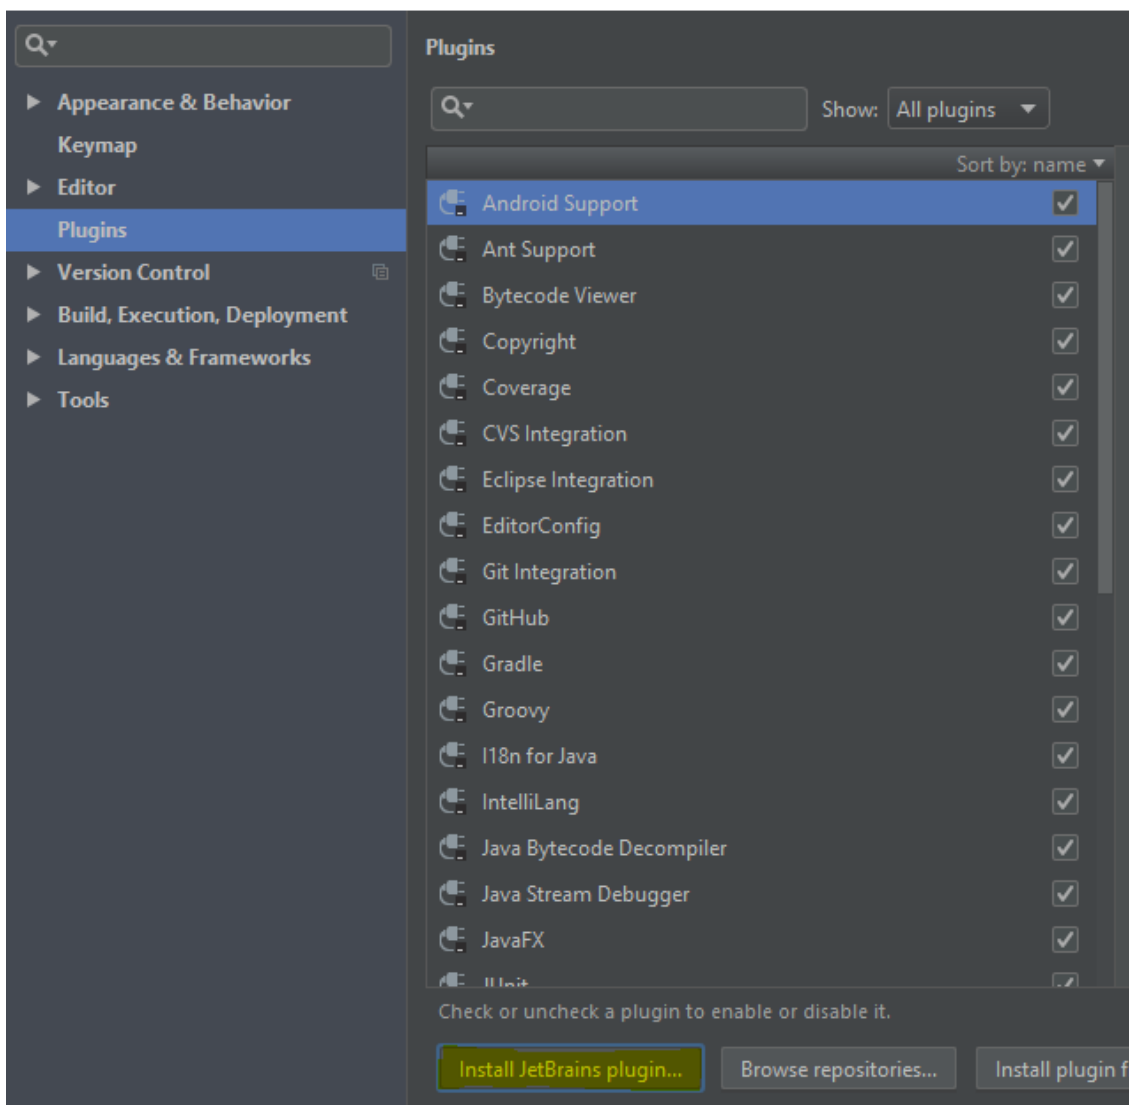 Appearance & Behavior
Keymap
Editor
Plugins
Version Control
Build, Execution, Deployment
Languages & Frameworks
Tools
Plugins
Show: All plugins
Sort by: name
Android Support
Ant Support
Bytecode Viewer
Copyright
Coverage
CVS Integration
Eclipse Integration
EditorConfig
Git Integration
GitHub
Gradle
Groovy
I18n for Java
IntelliLang
Java Bytecode Decompiler
Java Stream Debugger
JavaFX
JUnit
Check or uncheck a plugin to enable or disable it.
Install JetBrains plugin... Browse repositories... Install plugin f